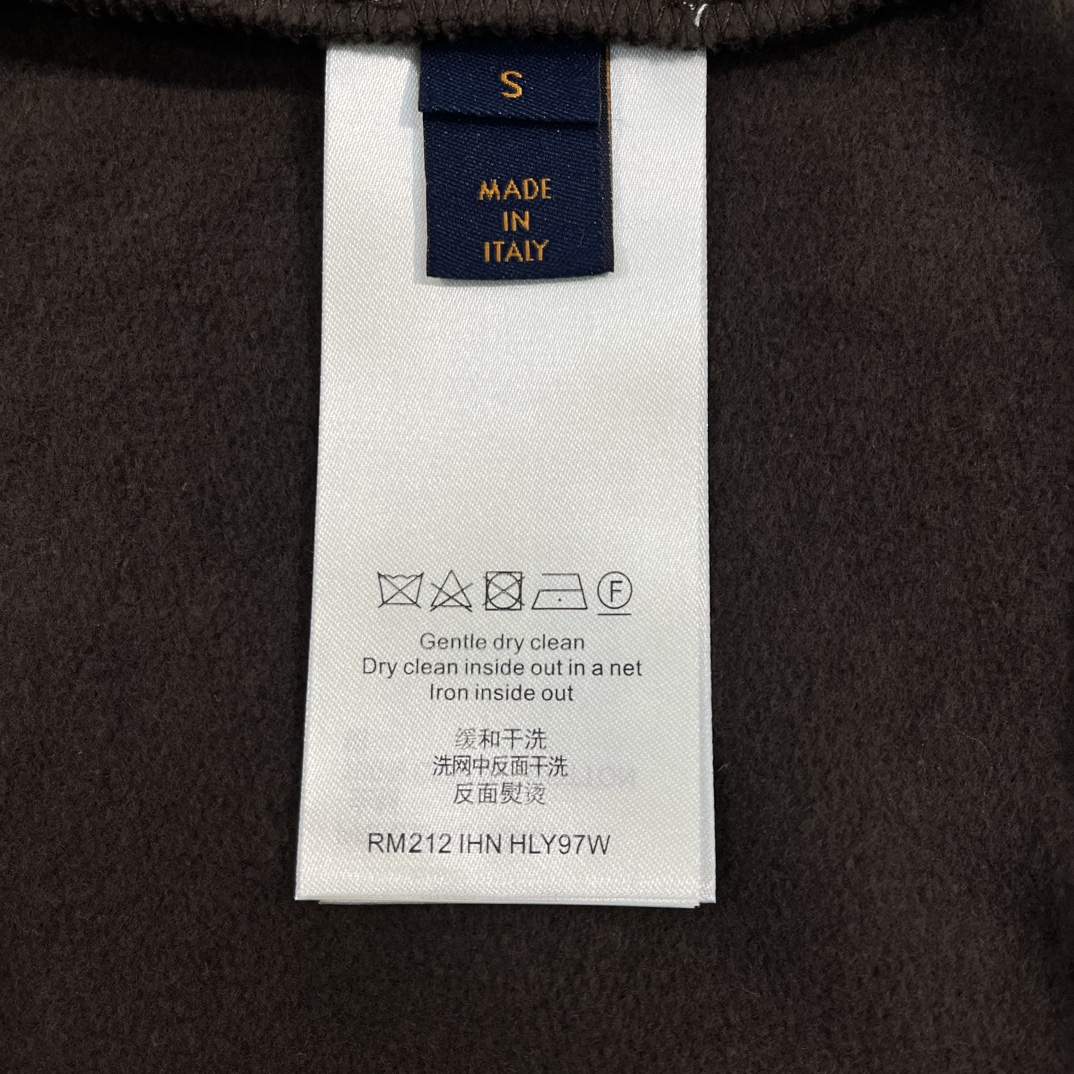 S
MADE
IN
ITALY
F
Gentle dry clean
Dry clean inside out in a net
Iron inside out
缓和干洗
洗网中反面干洗
反面熨烫
RM212 IHN HLY97W